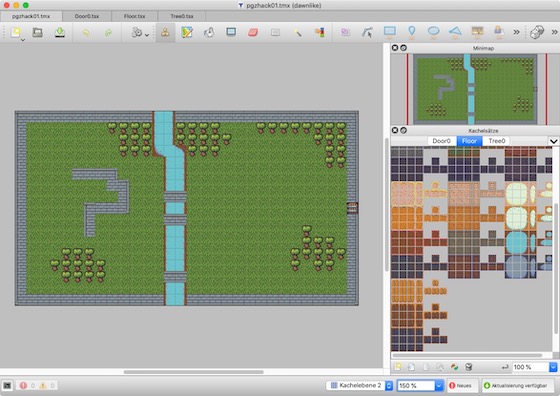 pgzhack01.tmx (dawnlike)
pgzhack01.tmx Door0.tsx Floor.tsx Tree0.tsx
Minimap
Kachelsätze
Door0 Floor Tree0
100 %
0 0 Kachelebene 2 150 % Neues Aktualisierung verfügbar